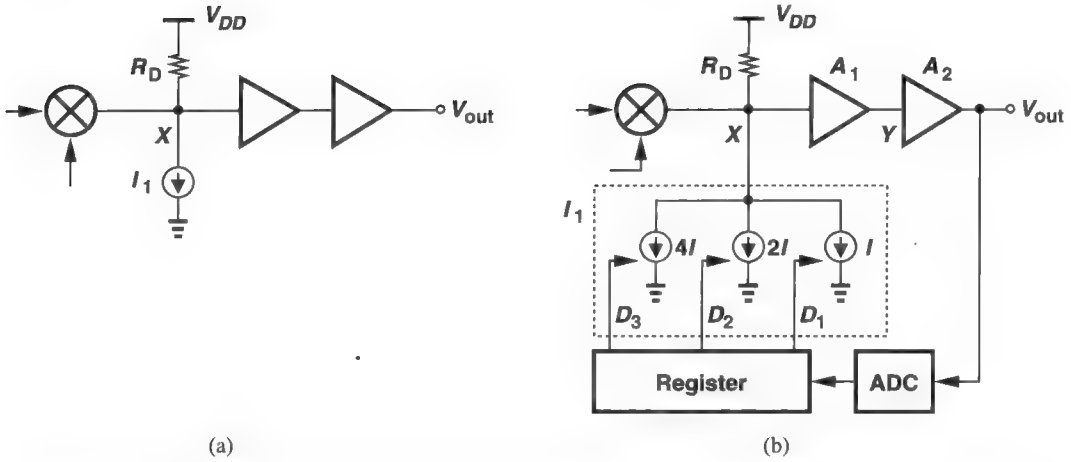 V_DD
R_D
X
I_1
V_out
(a)
V_DD
R_D
A_1
A_2
X
Y
V_out
I_1
4I
2I
I
D_3
D_2
D_1
Register
ADC
(b)